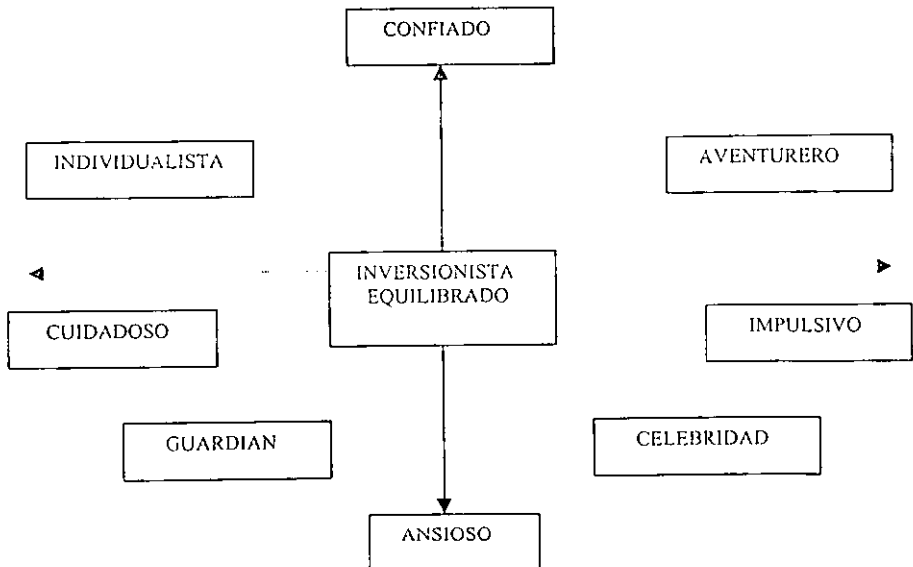 CONFIADO
INDIVIDUALISTA
AVENTURERO
INVERSIONISTA
EQUILIBRADO
CUIDADOSO
IMPULSIVO
GUARDIAN
CELEBRIDAD
ANSIOSO